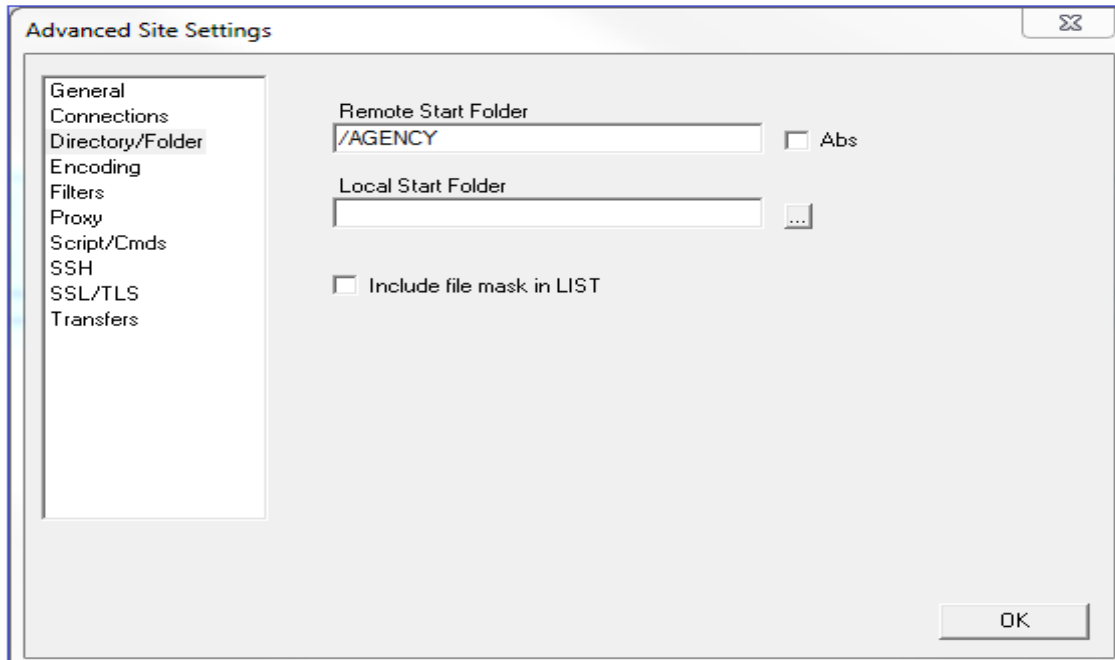 Advanced Site Settings
General
Connections
Directory/Folder
Encoding
Filters
Proxy
Script/Cmds
SSH
SSL/TLS
Transfers
Remote Start Folder
/AGENCY
Abs
Local Start Folder
...
Include file mask in LIST
OK